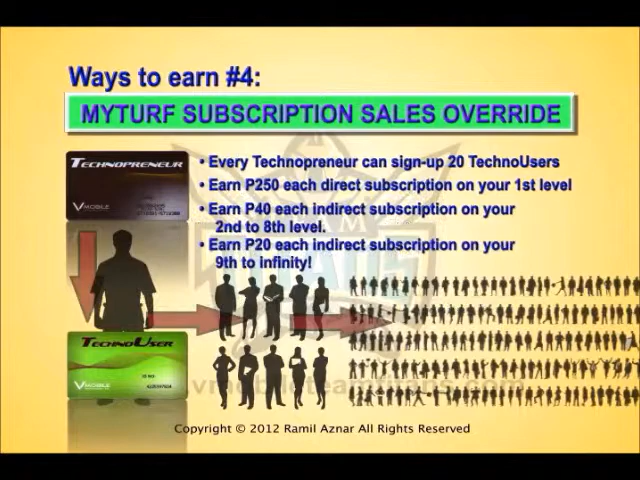 Ways to earn #4:
MYTURF SUBSCRIPTION SALES OVERRIDE
TECHNOPRENEUR
VMOBILE
• Every Technopreneur can sign-up 20 TechnoUsers
• Earn P250 each direct subscription on your 1st level
• Earn P40 each indirect subscription on your
2nd to 8th level.
• Earn P20 each indirect subscription on your
9th to infinity!
TECHNOUSER
VMOBILE
Copyright © 2012 Ramil Aznar All Rights Reserved